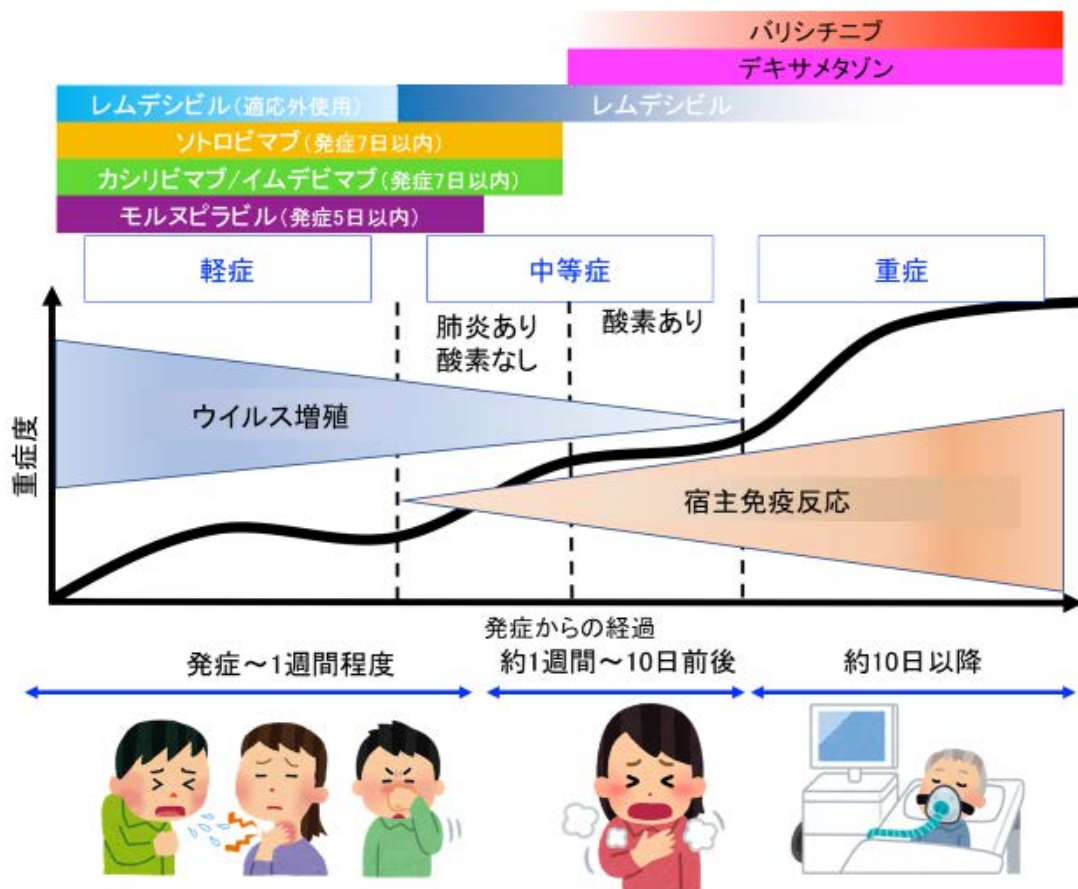 バリシチニブ
デキサメタゾン
レムデシビル（適応外使用）
レムデシビル
ソトロビマブ（発症7日以内）
カシリビマブ/イムデビマブ（発症7日以内）
モルヌピラビル（発症5日以内）
軽症
中等症
重症
肺炎あり
酸素なし
酸素あり
ウイルス増殖
重症度
宿主免疫反応
発症からの経過
発症～1週間程度
約1週間～10日前後
約10日以降